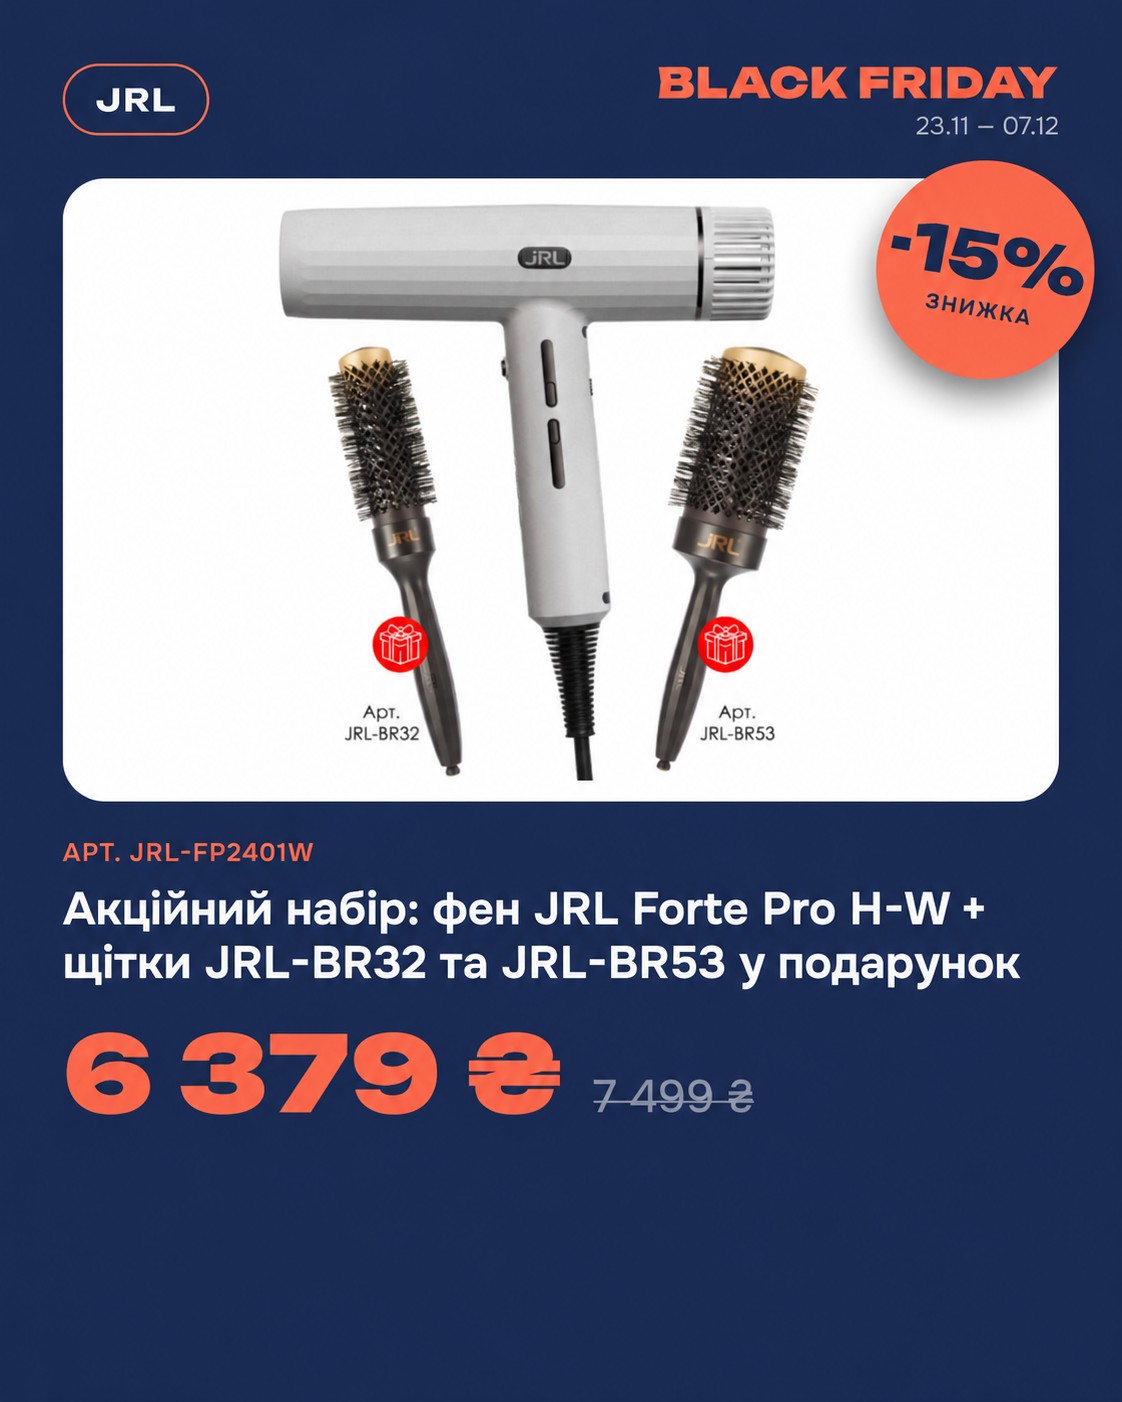 JRL
BLACK FRIDAY
23.11 – 07.12
-15%
ЗНИЖКА
JRL
JRL
JRL
Арт.
JRL-BR32
Арт.
JRL-BR53
АРТ. JRL-FP2401W
Акційний набір: фен JRL Forte Pro H-W +
щітки JRL-BR32 та JRL-BR53 у подарунок
6 379 ₴
7 499 ₴